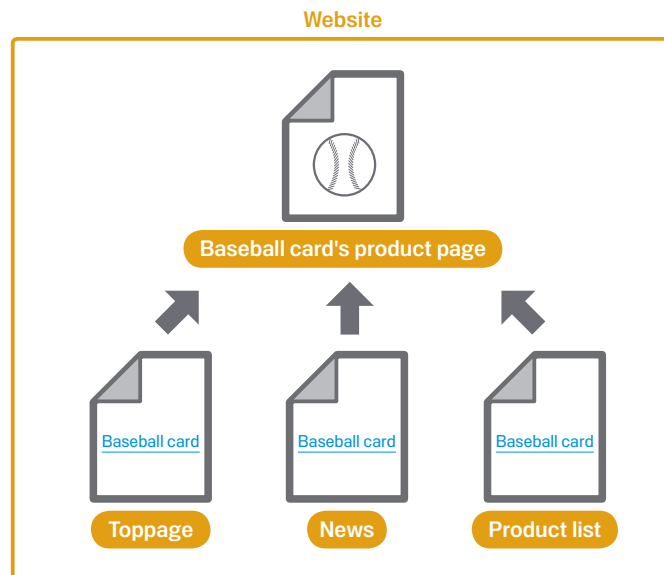 Website
Baseball card's product page
Baseball card
Baseball card
Baseball card
Toppage
News
Product list